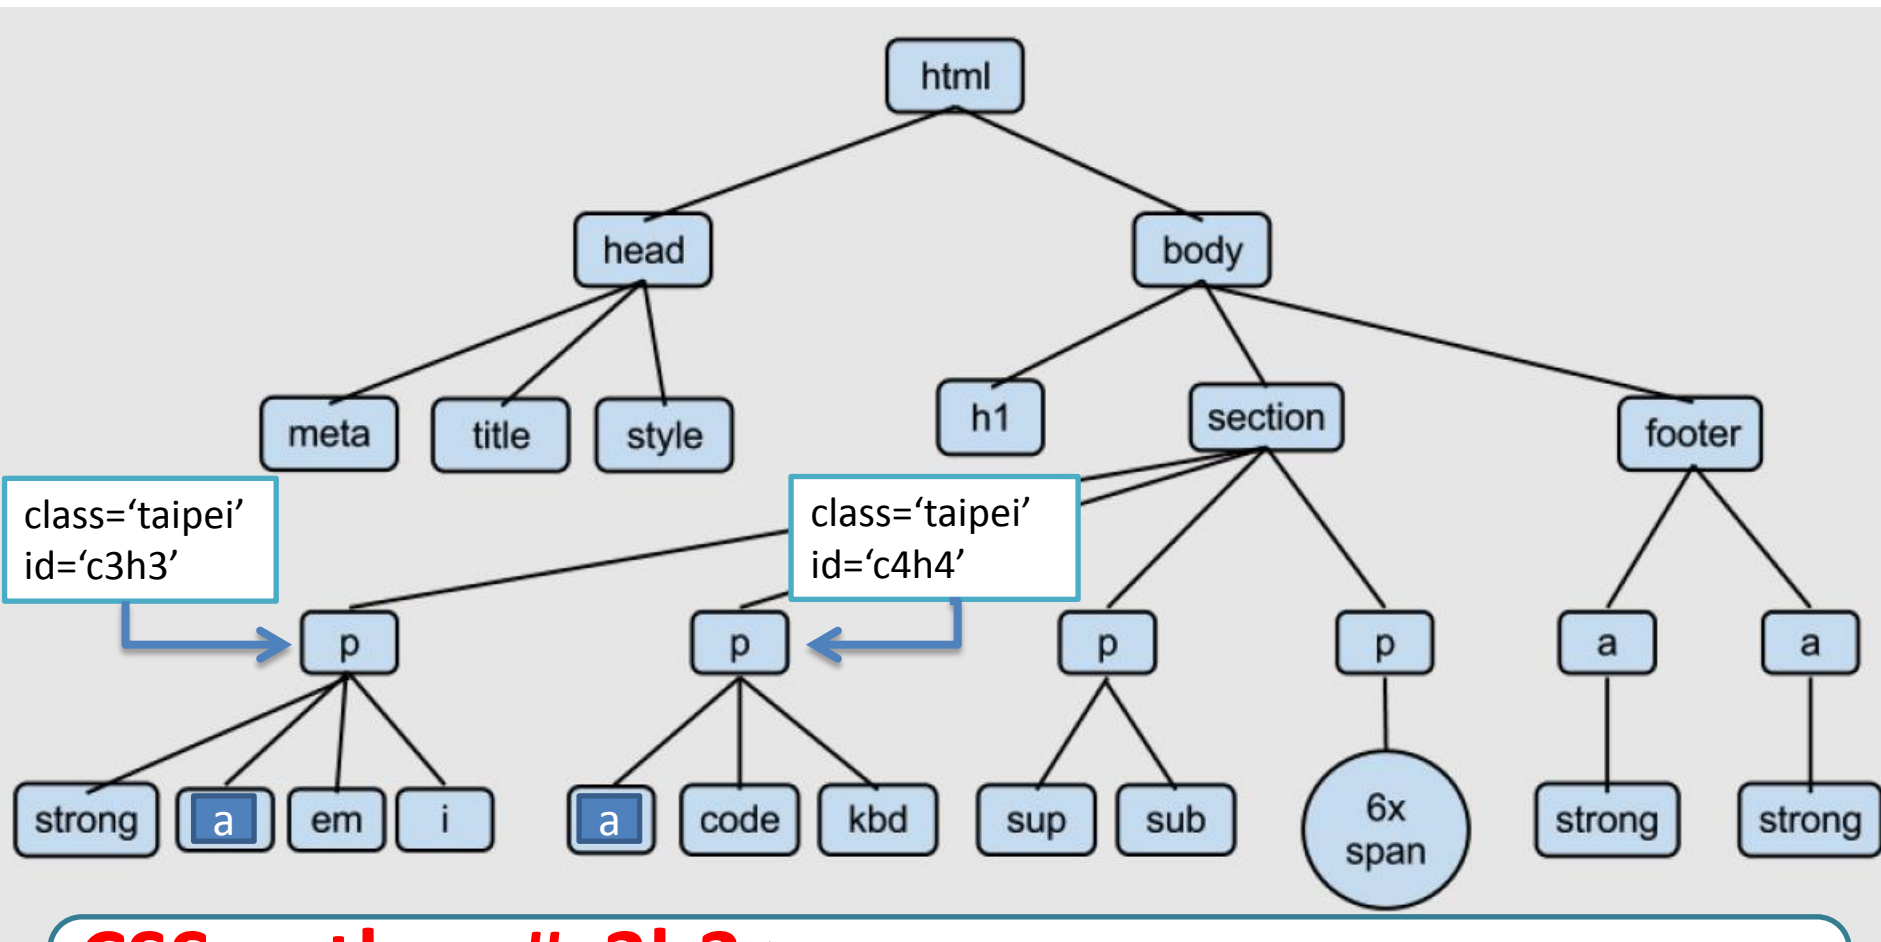 html
head
body
meta
title
style
h1
section
footer
class=‘taipei’
id=‘c3h3’
class=‘taipei’
id=‘c4h4’
p
p
p
p
a
a
strong
a
em
i
a
code
kbd
sup
sub
6x
span
strong
strong